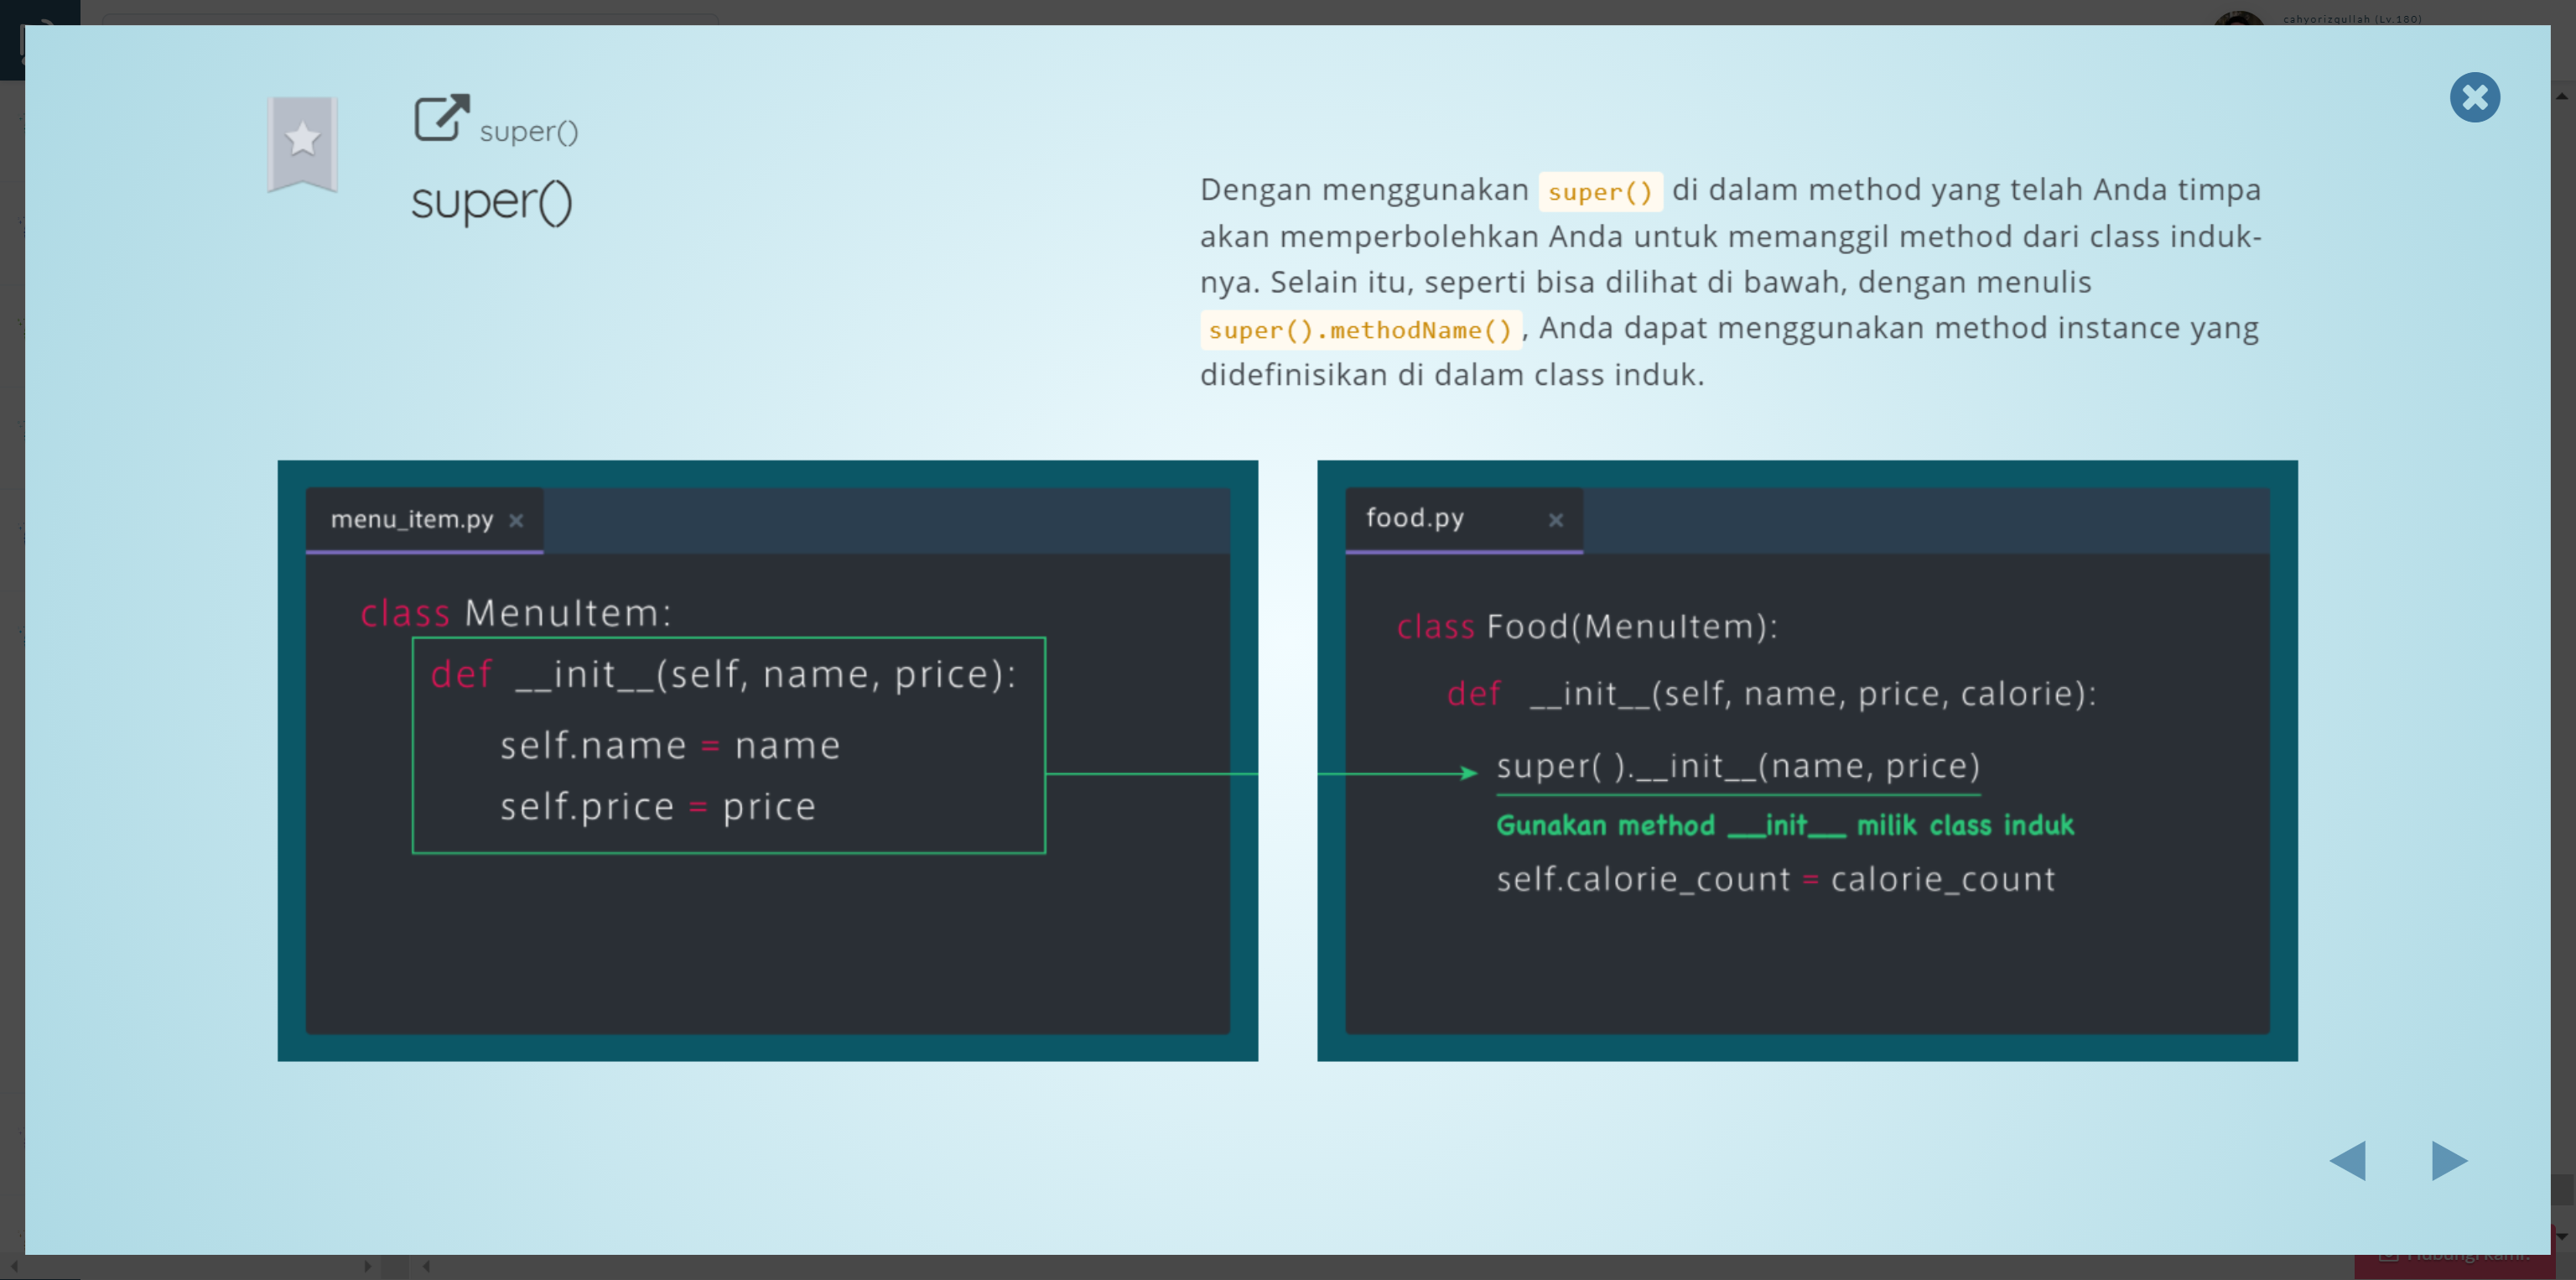 cahyorizqullah (Lv.180)
super()
super()
Dengan menggunakan super() di dalam method yang telah Anda timpa
akan memperbolehkan Anda untuk memanggil method dari class induk-
nya. Selain itu, seperti bisa dilihat di bawah, dengan menulis
super().methodName(), Anda dapat menggunakan method instance yang
didefinisikan di dalam class induk.
menu_item.py
class MenuItem:
def __init__(self, name, price):
self.name = name
self.price = price
food.py
class Food(MenuItem):
def __init__(self, name, price, calorie):
super( ).__init__(name, price)
Gunakan method __init__ milik class induk
self.calorie_count = calorie_count
Hubungi kami.